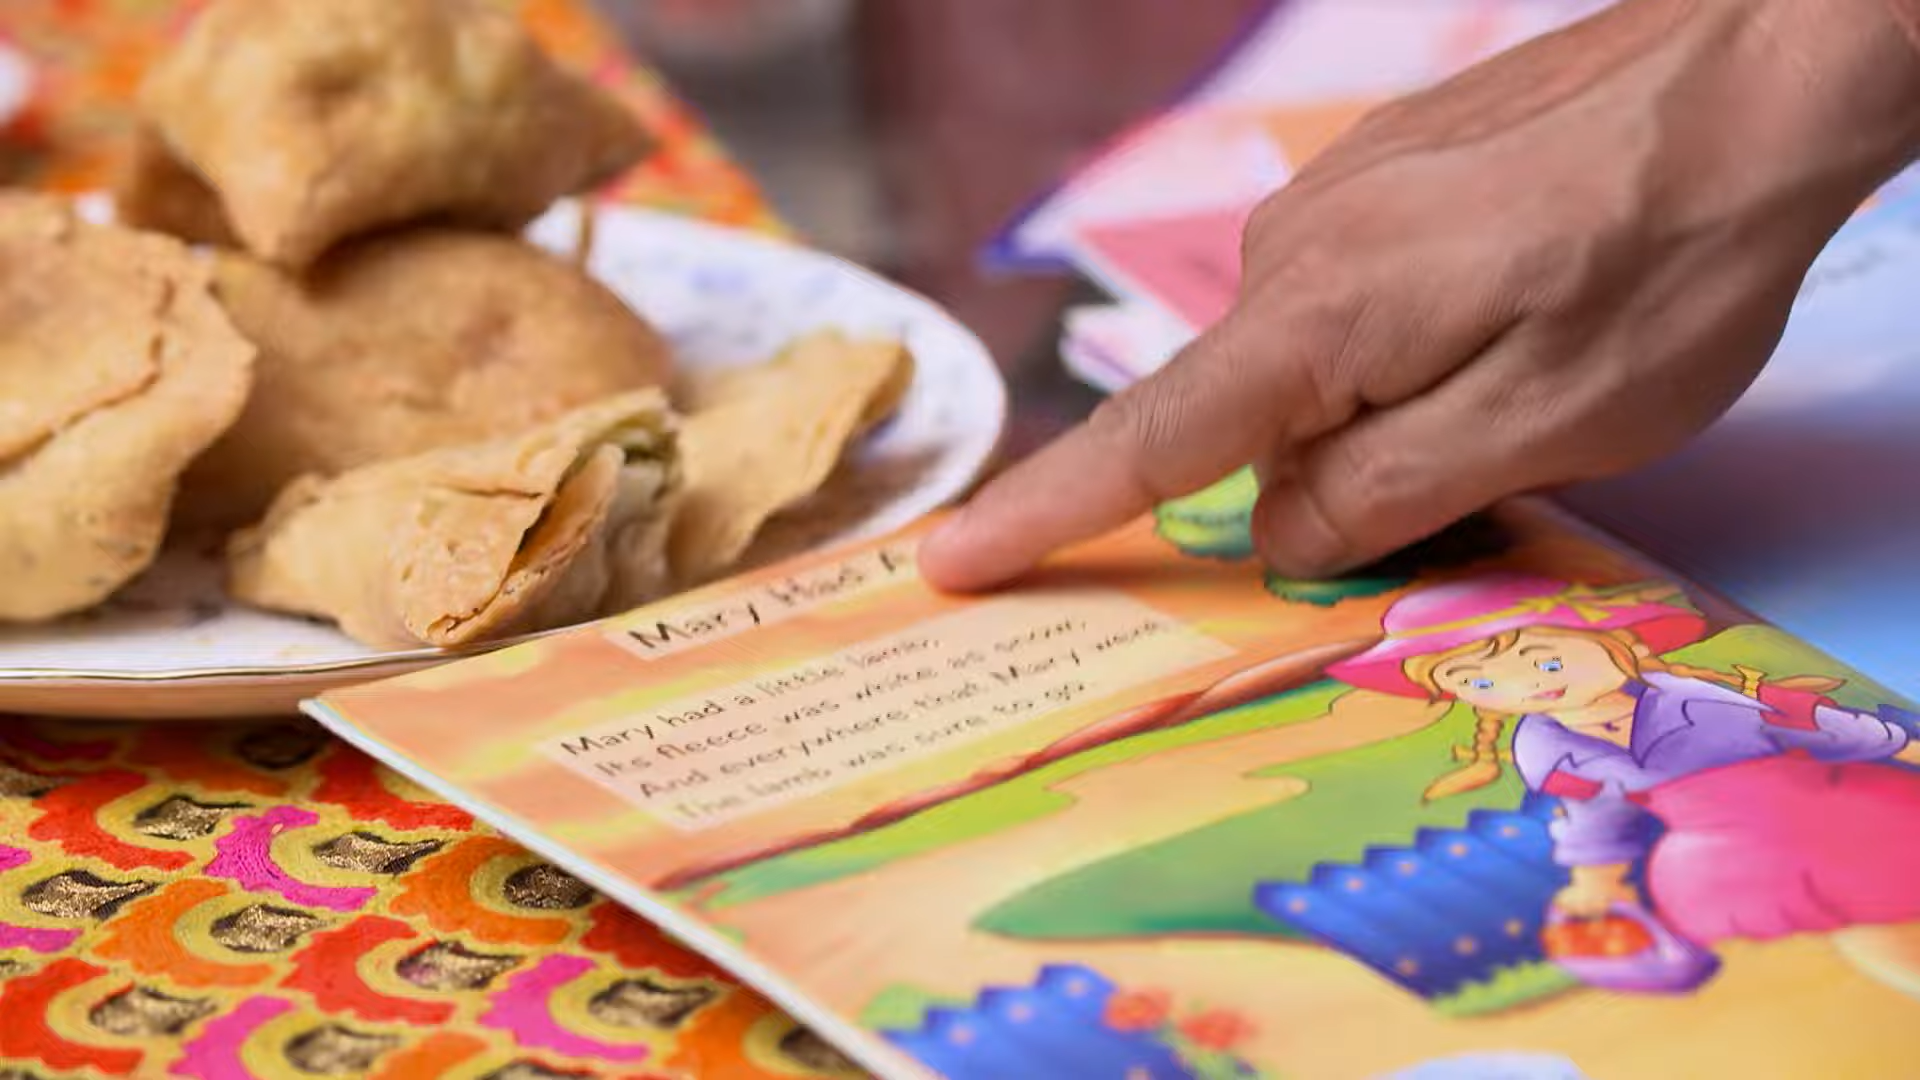 Mary Had A
Mary had a little lamb,
Its fleece was white as snow,
And everywhere that Mary went
The lamb was sure to go.